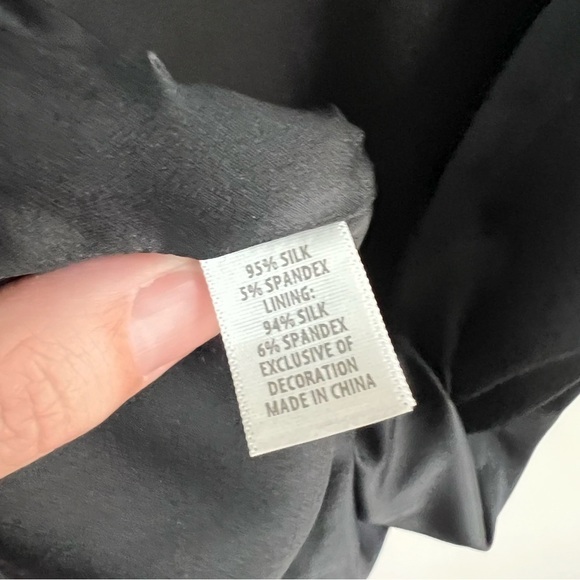 95% SILK
5% SPANDEX
LINING:
94% SILK
6% SPANDEX
EXCLUSIVE OF
DECORATION
MADE IN CHINA